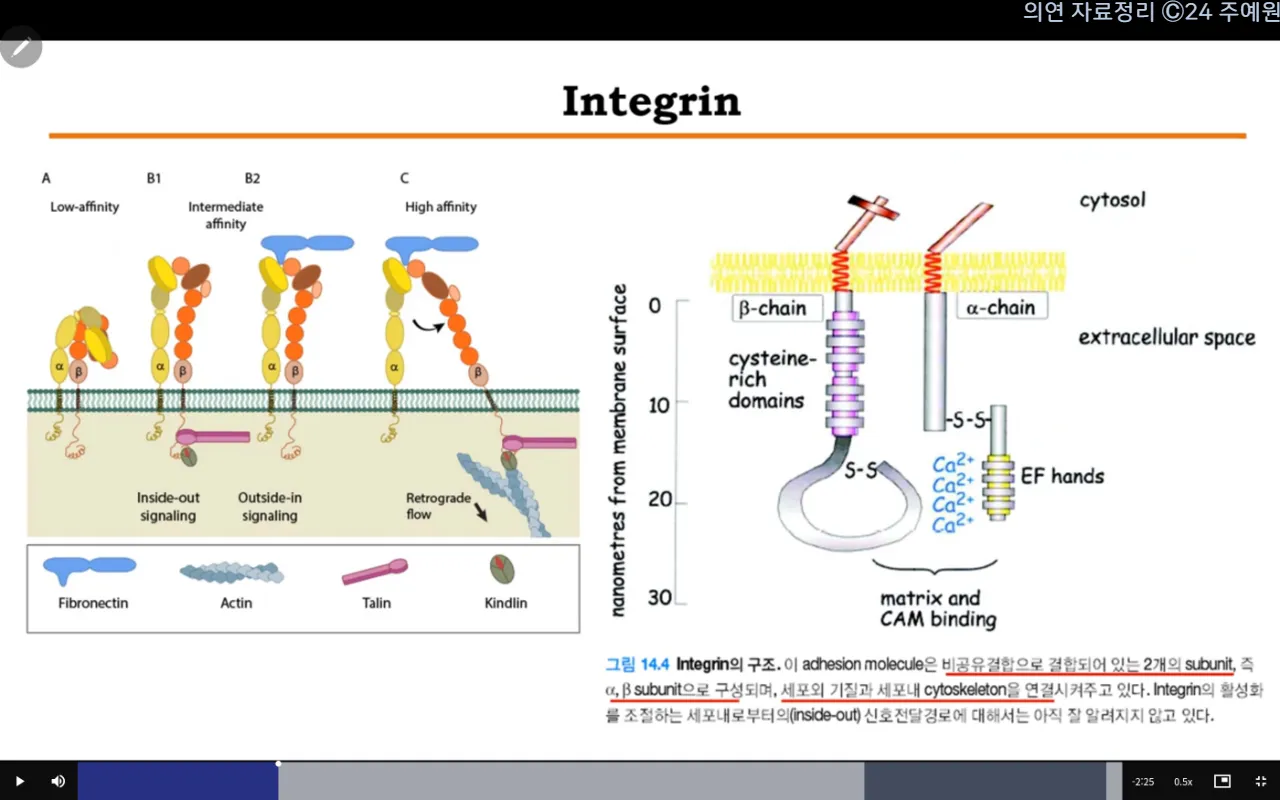 의연 자료정리 ©24 주예원
Integrin
A
B1
B2
C
Low-affinity
Intermediate
affinity
High affinity
α
β
α
β
α
β
α
β
Inside-out
signaling
Outside-in
signaling
Retrograde
flow
Fibronectin
Actin
Talin
Kindlin
cytosol
nanometres from membrane surface
0
10
20
30
β-chain
α-chain
extracellular space
cysteine-
rich
domains
-S-S-
S-S
Ca2+
Ca2+
Ca2+
Ca2+
EF hands
matrix and
CAM binding
그림 14.4 Integrin의 구조. 이 adhesion molecule은 비공유결합으로 결합되어 있는 2개의 subunit, 즉
α, β subunit으로 구성되며, 세포외 기질과 세포내 cytoskeleton을 연결시켜주고 있다. Integrin의 활성화
를 조절하는 세포내로부터의(inside-out) 신호전달경로에 대해서는 아직 잘 알려지지 않고 있다.
-2:25
0.5x